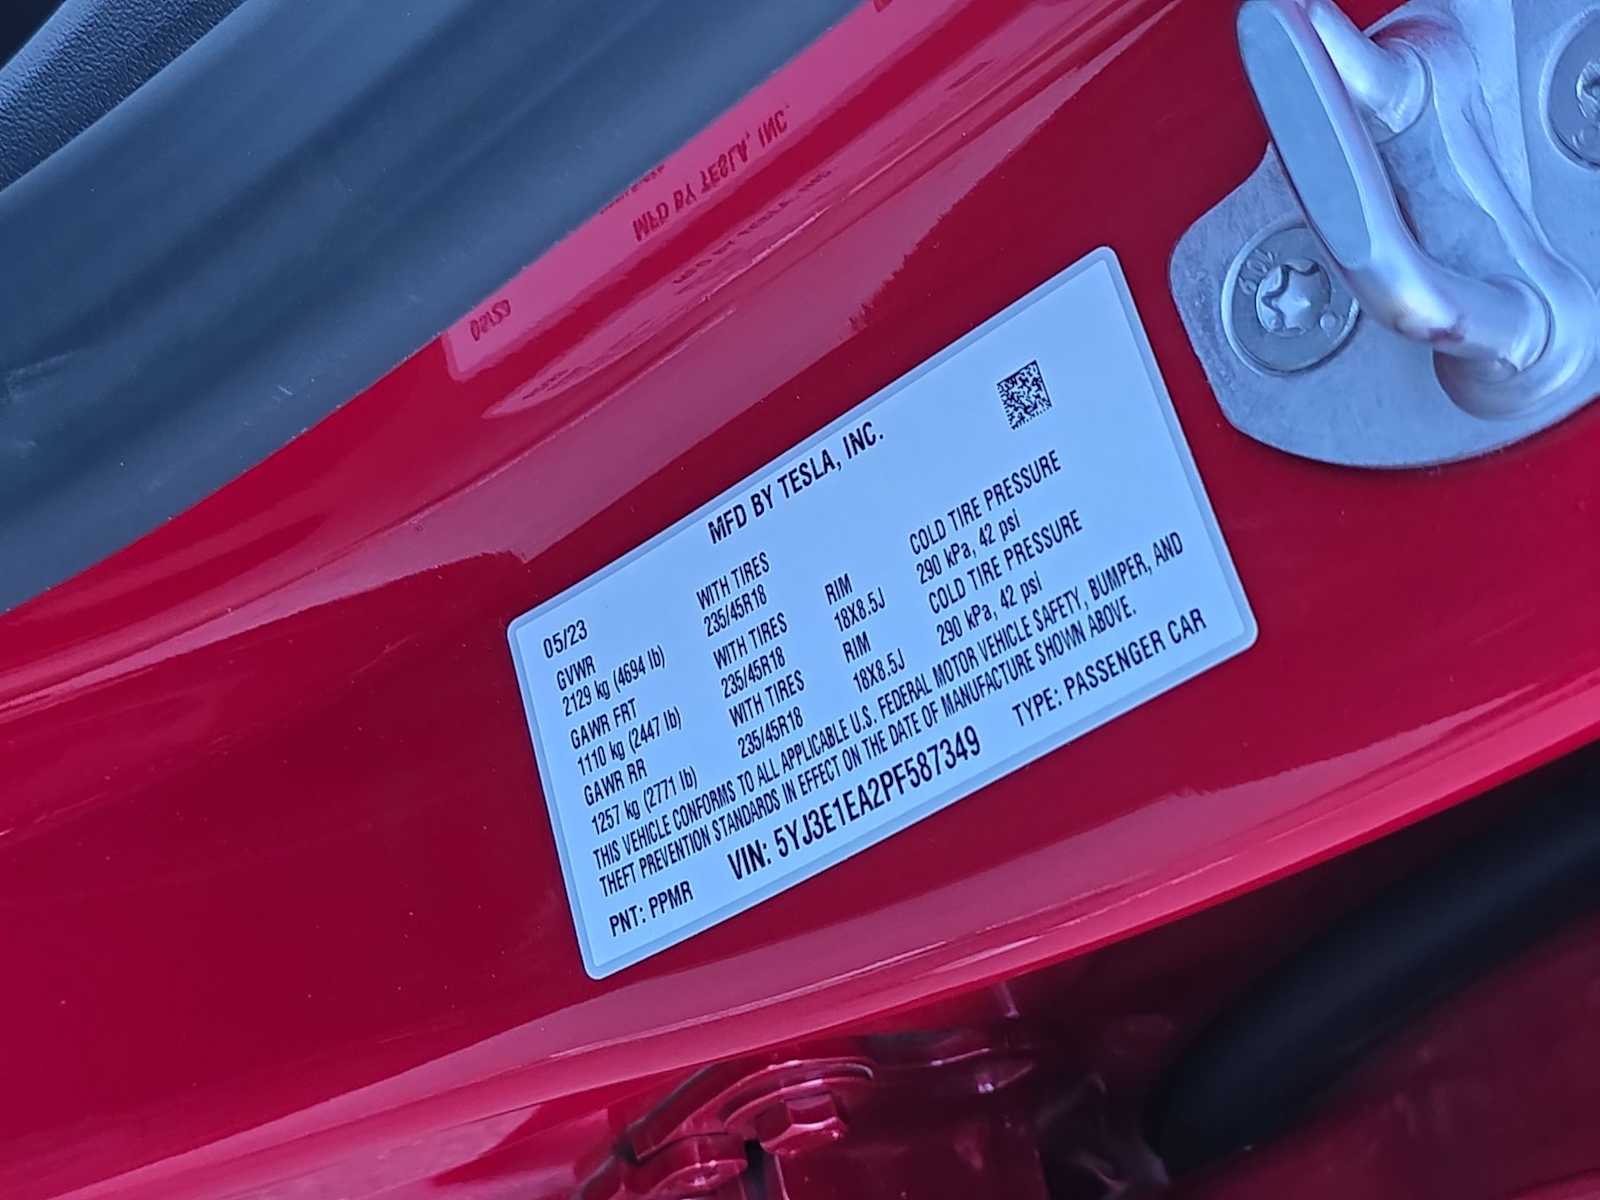 MFD BY TESLA, INC.
05/23
GVWR WITH TIRES
2129 kg (4694 lb) 235/45R18 RIM COLD TIRE PRESSURE
GAWR FRT WITH TIRES 18X8.5J 290 kPa, 42 psi
1110 kg (2447 lb) 235/45R18 RIM COLD TIRE PRESSURE
GAWR RR WITH TIRES 18X8.5J 290 kPa, 42 psi
1257 kg (2771 lb) 235/45R18
THIS VEHICLE CONFORMS TO ALL APPLICABLE U.S. FEDERAL MOTOR VEHICLE SAFETY, BUMPER, AND
THEFT PREVENTION STANDARDS IN EFFECT ON THE DATE OF MANUFACTURE SHOWN ABOVE.
PNT: PPMR VIN: 5YJ3E1EA2PF587349 TYPE: PASSENGER CAR